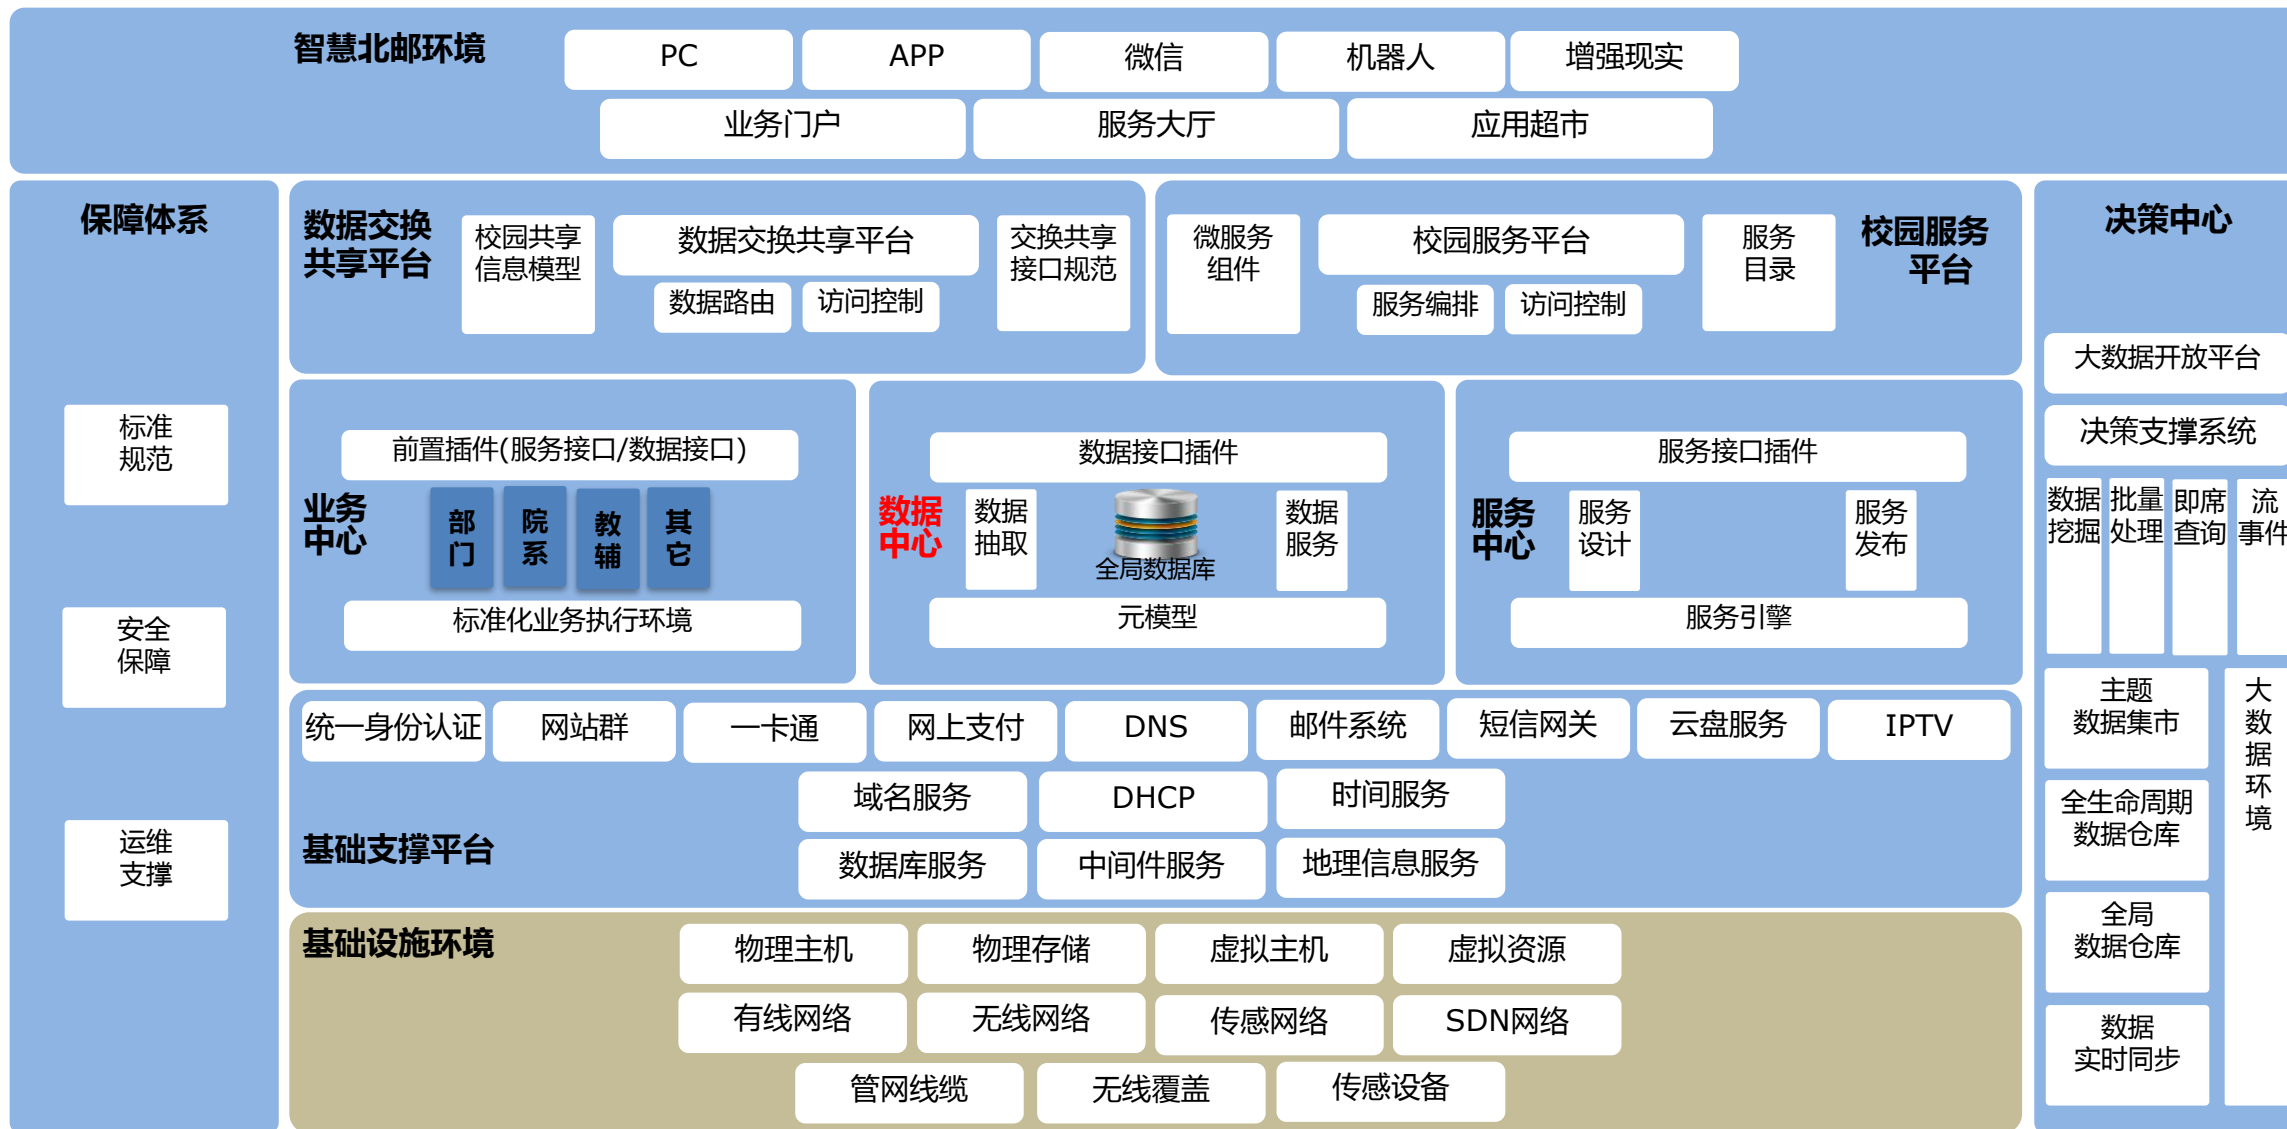 智慧北邮环境
PC
APP
微信
机器人
增强现实
业务门户
服务大厅
应用超市
保障体系
标准
规范
安全
保障
运维
支撑
数据交换
共享平台
校园共享
信息模型
数据交换共享平台
数据路由
访问控制
交换共享
接口规范
微服务
组件
校园服务平台
服务编排
访问控制
服务
目录
校园服务
平台
业务
中心
前置插件(服务接口/数据接口)
部
门
院
系
教
辅
其
它
标准化业务执行环境
数据
中心
数据接口插件
数据
抽取
全局数据库
数据
服务
元模型
服务
中心
服务接口插件
服务
设计
服务
发布
服务引擎
统一身份认证
网站群
一卡通
网上支付
DNS
邮件系统
短信网关
云盘服务
IPTV
域名服务
DHCP
时间服务
基础支撑平台
数据库服务
中间件服务
地理信息服务
基础设施环境
物理主机
物理存储
虚拟主机
虚拟资源
有线网络
无线网络
传感网络
SDN网络
管网线缆
无线覆盖
传感设备
决策中心
大数据开放平台
决策支撑系统
数据
挖掘
批量
处理
即席
查询
流
事件
主题
数据集市
全生命周期
数据仓库
全局
数据仓库
数据
实时同步
大
数
据
环
境